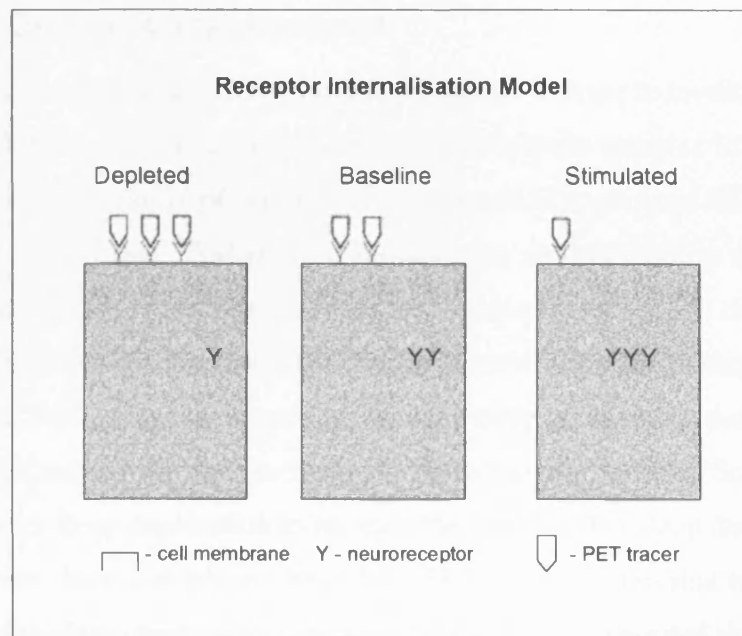 Receptor Internalisation Model
Depleted Baseline Stimulated
Y YY YYY
- cell membrane Y - neuroreceptor - PET tracer